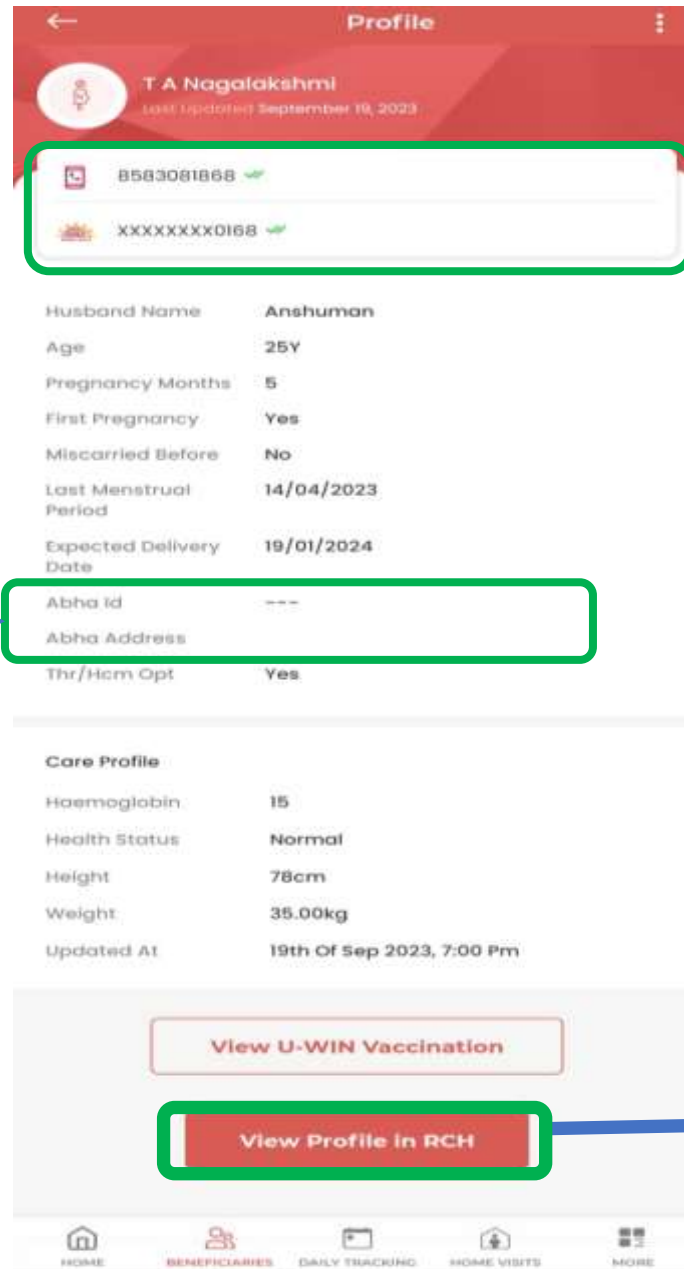 Profile
T A Nagalakshmi
Last Updated September 19, 2023
8583081868
XXXXXXXX0168
Husband Name Anshuman
Age 25Y
Pregnancy Months 5
First Pregnancy Yes
Miscarried Before No
Last Menstrual 14/04/2023
Period
Expected Delivery 19/01/2024
Date
Abha Id ---
Abha Address
Thr/Hcm Opt Yes
Care Profile
Haemoglobin 15
Health Status Normal
Height 78cm
Weight 35.00kg
Updated At 19th Of Sep 2023, 7:00 Pm
View U-WIN Vaccination
View Profile in RCH
HOME BENEFICIARIES DAILY TRACKING HOME VISITS MORE